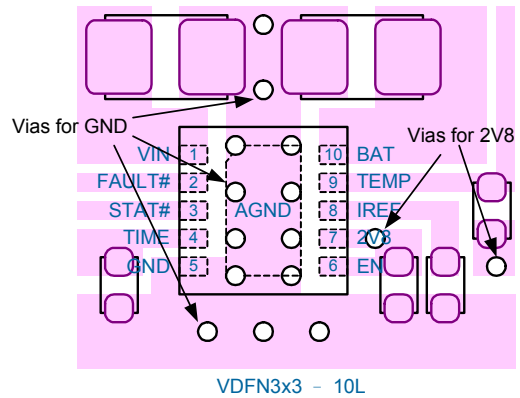 Vias for GND
Vias for 2V8
VIN 1 10 BAT
FAULT# 2 9 TEMP
STAT# 3 AGND 8 IREF
TIME 4 7 2V8
GND 5 6 EN
VDFN3x3 - 10L